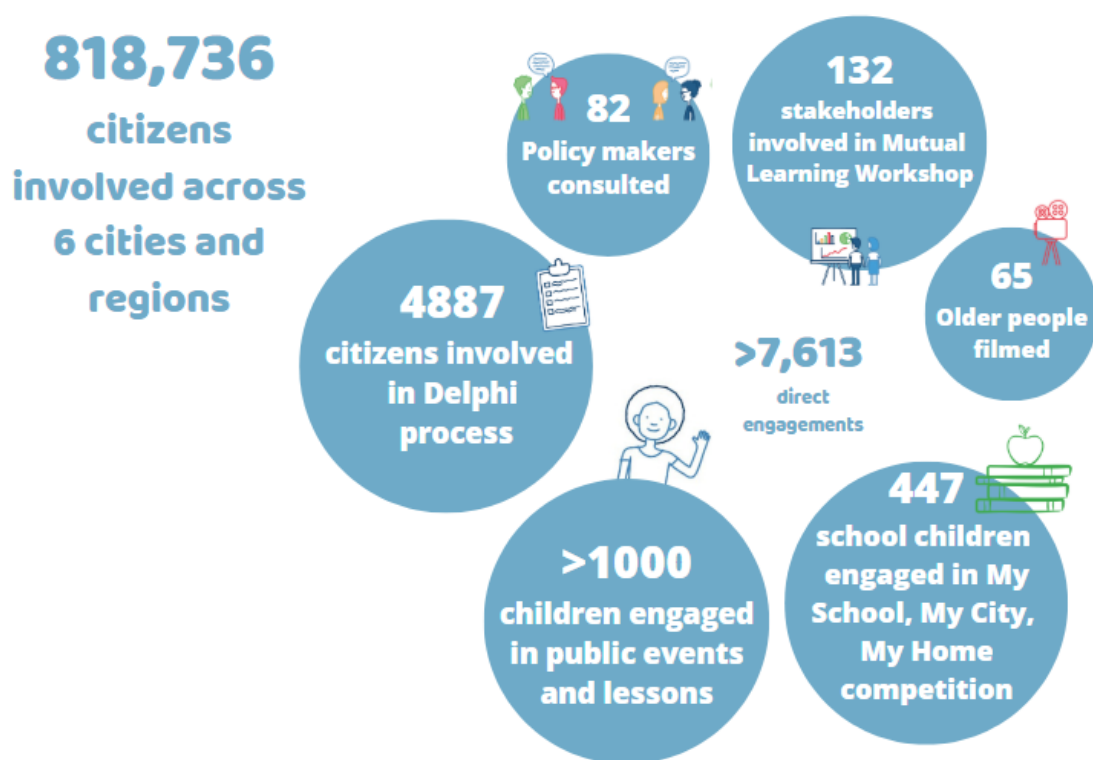 818,736
citizens
involved across
6 cities and
regions
82
Policy makers
consulted
132
stakeholders
involved in Mutual
Learning Workshop
65
Older people
filmed
4887
citizens involved
in Delphi
process
>7,613
direct
engagements
>1000
children engaged
in public events
and lessons
447
school children
engaged in My
School, My City,
My Home
competition